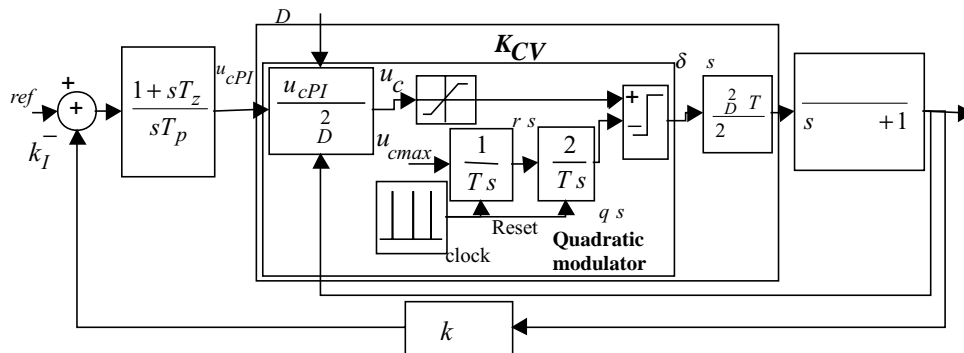 D
K_CV
ref
+
+
−
k_I
1 + sT_z
sT_p
u_cPI
u_cPI
2
D
u_c
u_cmax
1
T s
r s
2
T s
q s
+
−
δ s
2
D T
2
s +1
Reset
clock
Quadratic
modulator
k